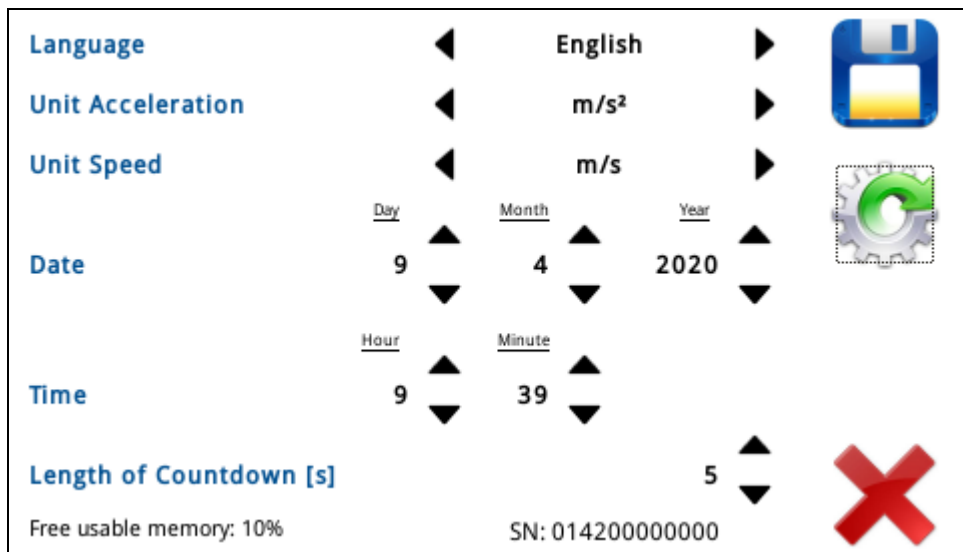 Language English
Unit Acceleration m/s²
Unit Speed m/s
Day Month Year
Date 9 4 2020
Hour Minute
Time 9 39
Length of Countdown [s] 5
Free usable memory: 10% SN: 014200000000